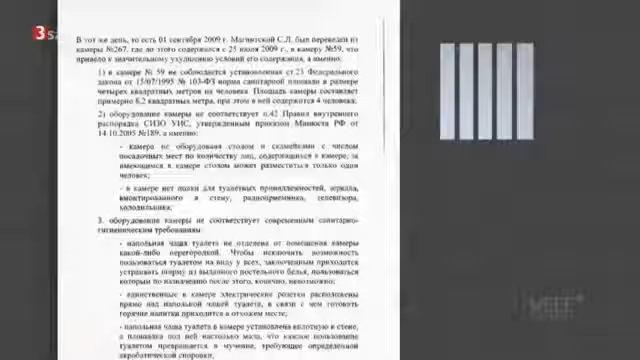 3sat
В тот же день, то есть 01 сентября 2009 г. Магнитский С.Л. был переведен из
камеры №267, где до этого содержался с 25 июля 2009 г., в камеру №59, что
привело к значительному ухудшению условий его содержания, а именно:
1) в камере № 59 не соблюдается установленная ст.23 Федерального
закона от 15/07/1995 № 103-ФЗ норма санитарной площади в размере
четырех квадратных метров на человека. Площадь камеры составляет
примерно 8,2 квадратных метра, при этом в ней содержится 4 человека;
2) оборудование камеры не соответствует п.42 Правил внутреннего
распорядка СИЗО УИС, утвержденным приказом Минюста РФ от
14.10.2005 №189, а именно:
- камера не оборудована столом и скамейками с числом
посадочных мест по количеству лиц, содержащихся в камере, за
имеющимся в камере столом может разместиться только один
человек;
- в камере нет полки для туалетных принадлежностей, зеркала,
вмонтированного в стену, радиоприемника, телевизора,
холодильника;
3. оборудование камеры не соответствует современным санитарно-
гигиеническим требованиям:
- напольная чаша туалета не отделена от помещения камеры
какой-либо перегородкой. Чтобы исключить возможность
пользоваться туалетом на виду у всех, заключенным приходится
устраивать ширму из выданного постельного белья, пользоваться
которым по назначению после этого, конечно, невозможно;
- единственные в камере электрические розетки расположены
прямо над напольной чашей туалета, в связи с чем готовить
горячие напитки приходится в отхожем месте;
- напольная чаша туалета в камере установлена вплотную к стене,
а площадка под ней настолько мала, что каждое пользование
туалетом превращается в мучение, требующее определенной
акробатической сноровки;